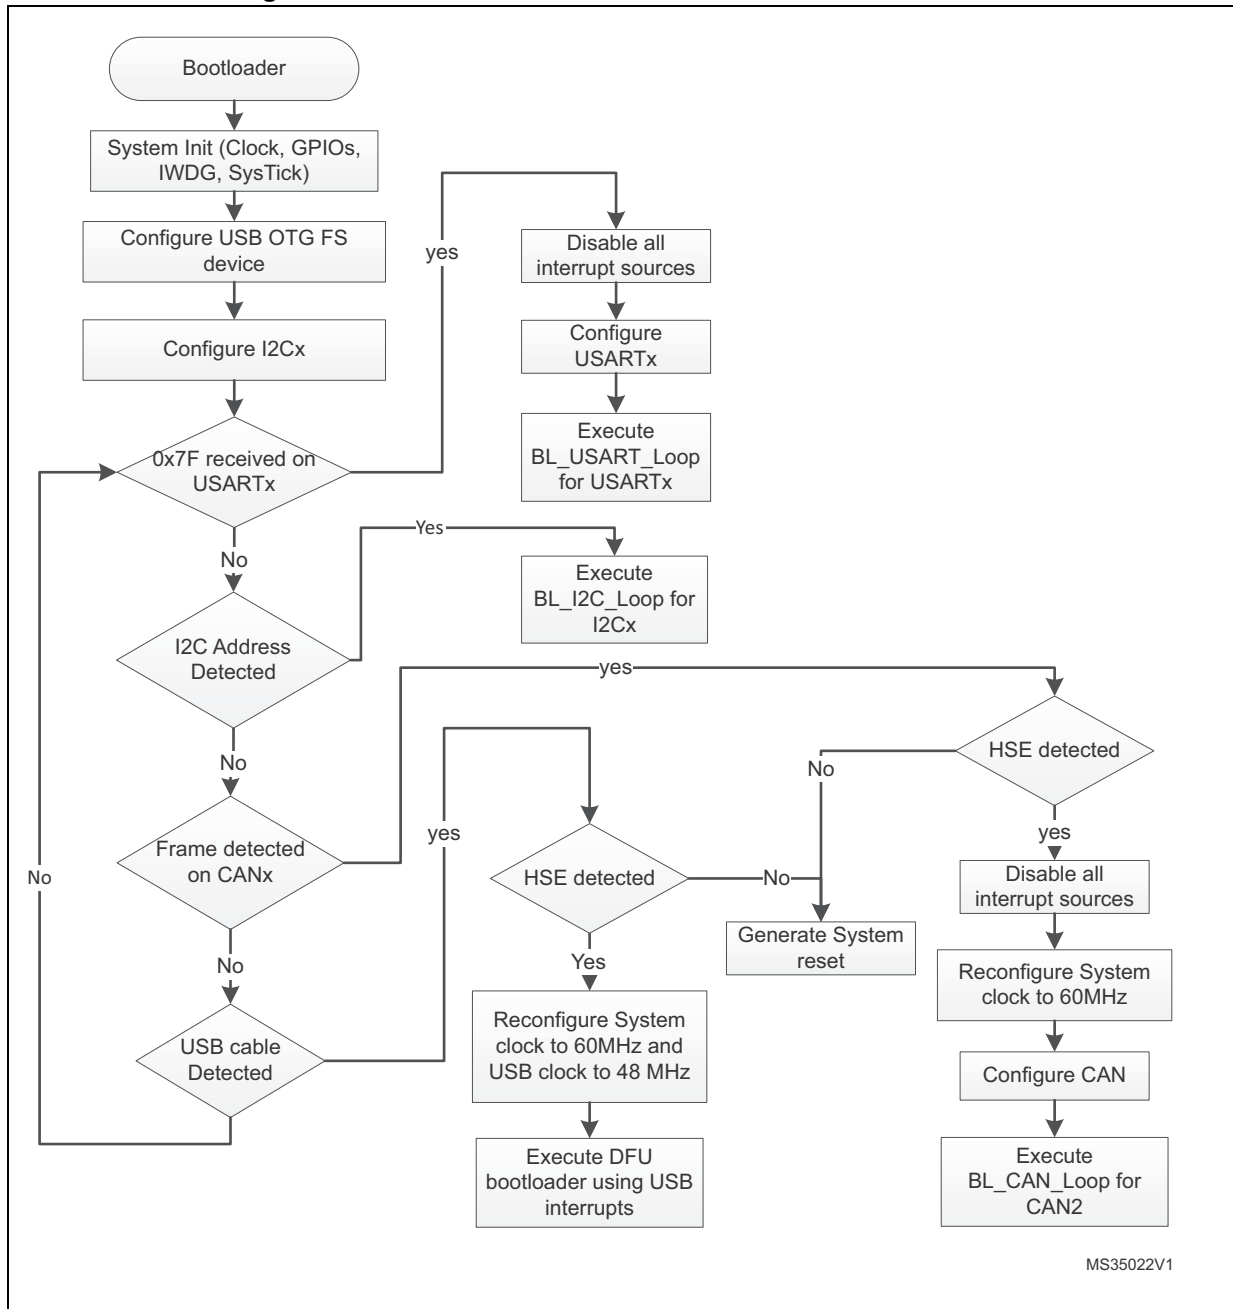 Bootloader
System Init (Clock, GPIOs,
IWDG, SysTick)
Configure USB OTG FS
device
Configure I2Cx
0x7F received on
USARTx
yes
Disable all
interrupt sources
Configure
USARTx
Execute
BL_USART_Loop
for USARTx
No
I2C Address
Detected
Yes
Execute
BL_I2C_Loop for
I2Cx
No
Frame detected
on CANx
yes
HSE detected
No
yes
Disable all
interrupt sources
Reconfigure System
clock to 60MHz
Configure CAN
Execute
BL_CAN_Loop for
CAN2
No
USB cable
Detected
yes
HSE detected
No
Generate System
reset
Yes
Reconfigure System
clock to 60MHz and
USB clock to 48 MHz
Execute DFU
bootloader using USB
interrupts
No
MS35022V1